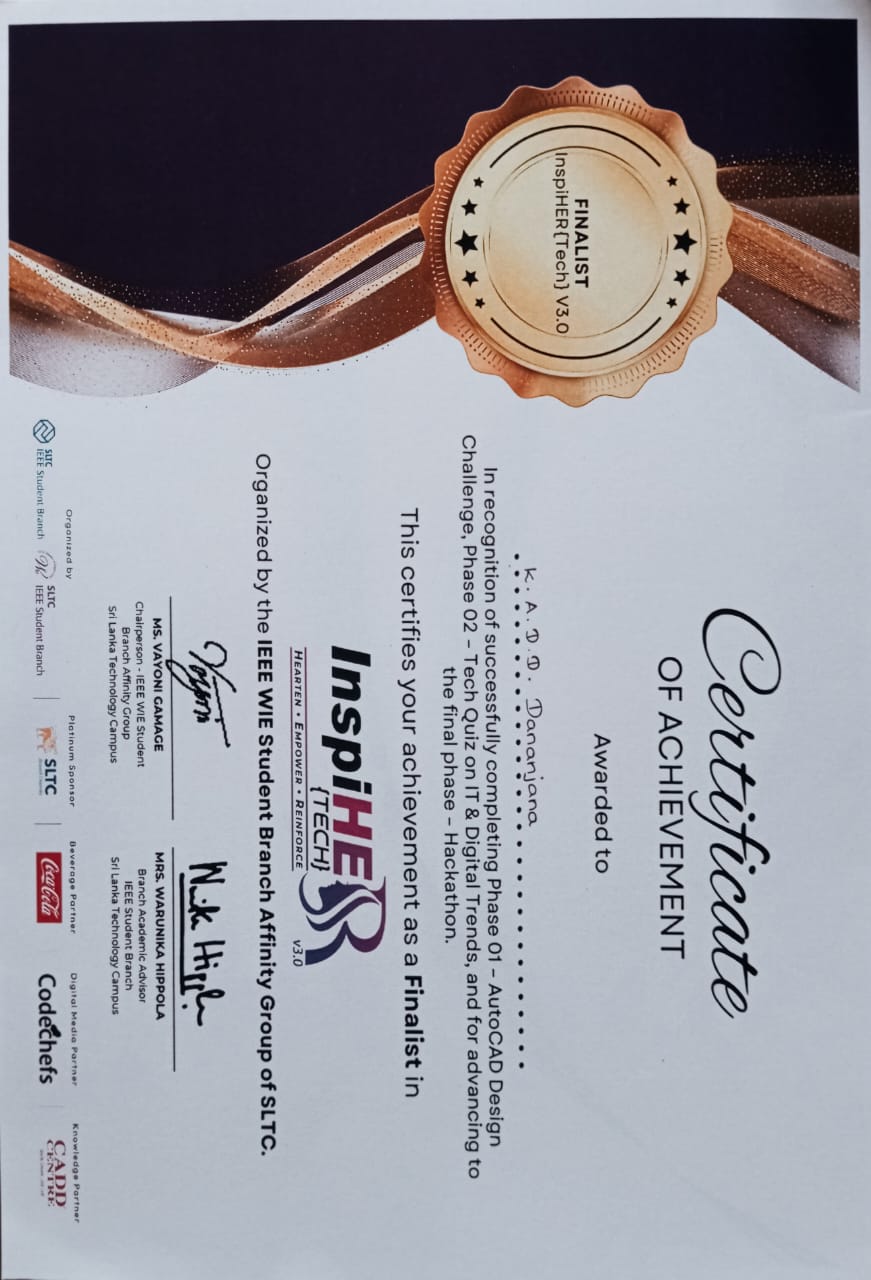 Certificate
OF ACHIEVEMENT
Awarded to
K. A. D. D. Dananjana
In recognition of successfully completing Phase 01 – AutoCAD Design
Challenge, Phase 02 – Tech Quiz on IT & Digital Trends, and for advancing to
the final phase – Hackathon.
This certifies your achievement as a Finalist in
InspiHER
{TECH}
HEARTEN • EMPOWER • REINFORCE
v3.0
Organized by the IEEE WIE Student Branch Affinity Group of SLTC.
FINALIST
InspiHER{Tech} V3.0
MS. VAYONI GAMAGE
Chairperson - IEEE WIE Student
Branch Affinity Group
Sri Lanka Technology Campus
MRS. WARUNIKA HIPPOLA
Branch Academic Advisor
IEEE Student Branch
Sri Lanka Technology Campus
Organized by
SLTC
IEEE Student Branch
SLTC
IEEE Student Branch
Platinum Sponsor
SLTC
Beverage Partner
Coca-Cola
Digital Media Partner
Codechefs
Knowledge Partner
CADD
CENTRE